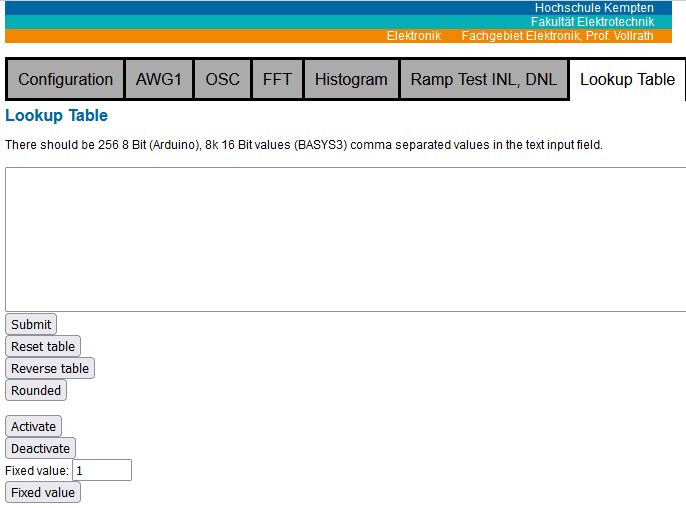 Hochschule Kempten
Fakultät Elektrotechnik
Elektronik Fachgebiet Elektronik, Prof. Vollrath
Configuration AWG1 OSC FFT Histogram Ramp Test INL, DNL Lookup Table
Lookup Table
There should be 256 8 Bit (Arduino), 8k 16 Bit values (BASYS3) comma separated values in the text input field.
Submit
Reset table
Reverse table
Rounded
Activate
Deactivate
Fixed value: 1
Fixed value